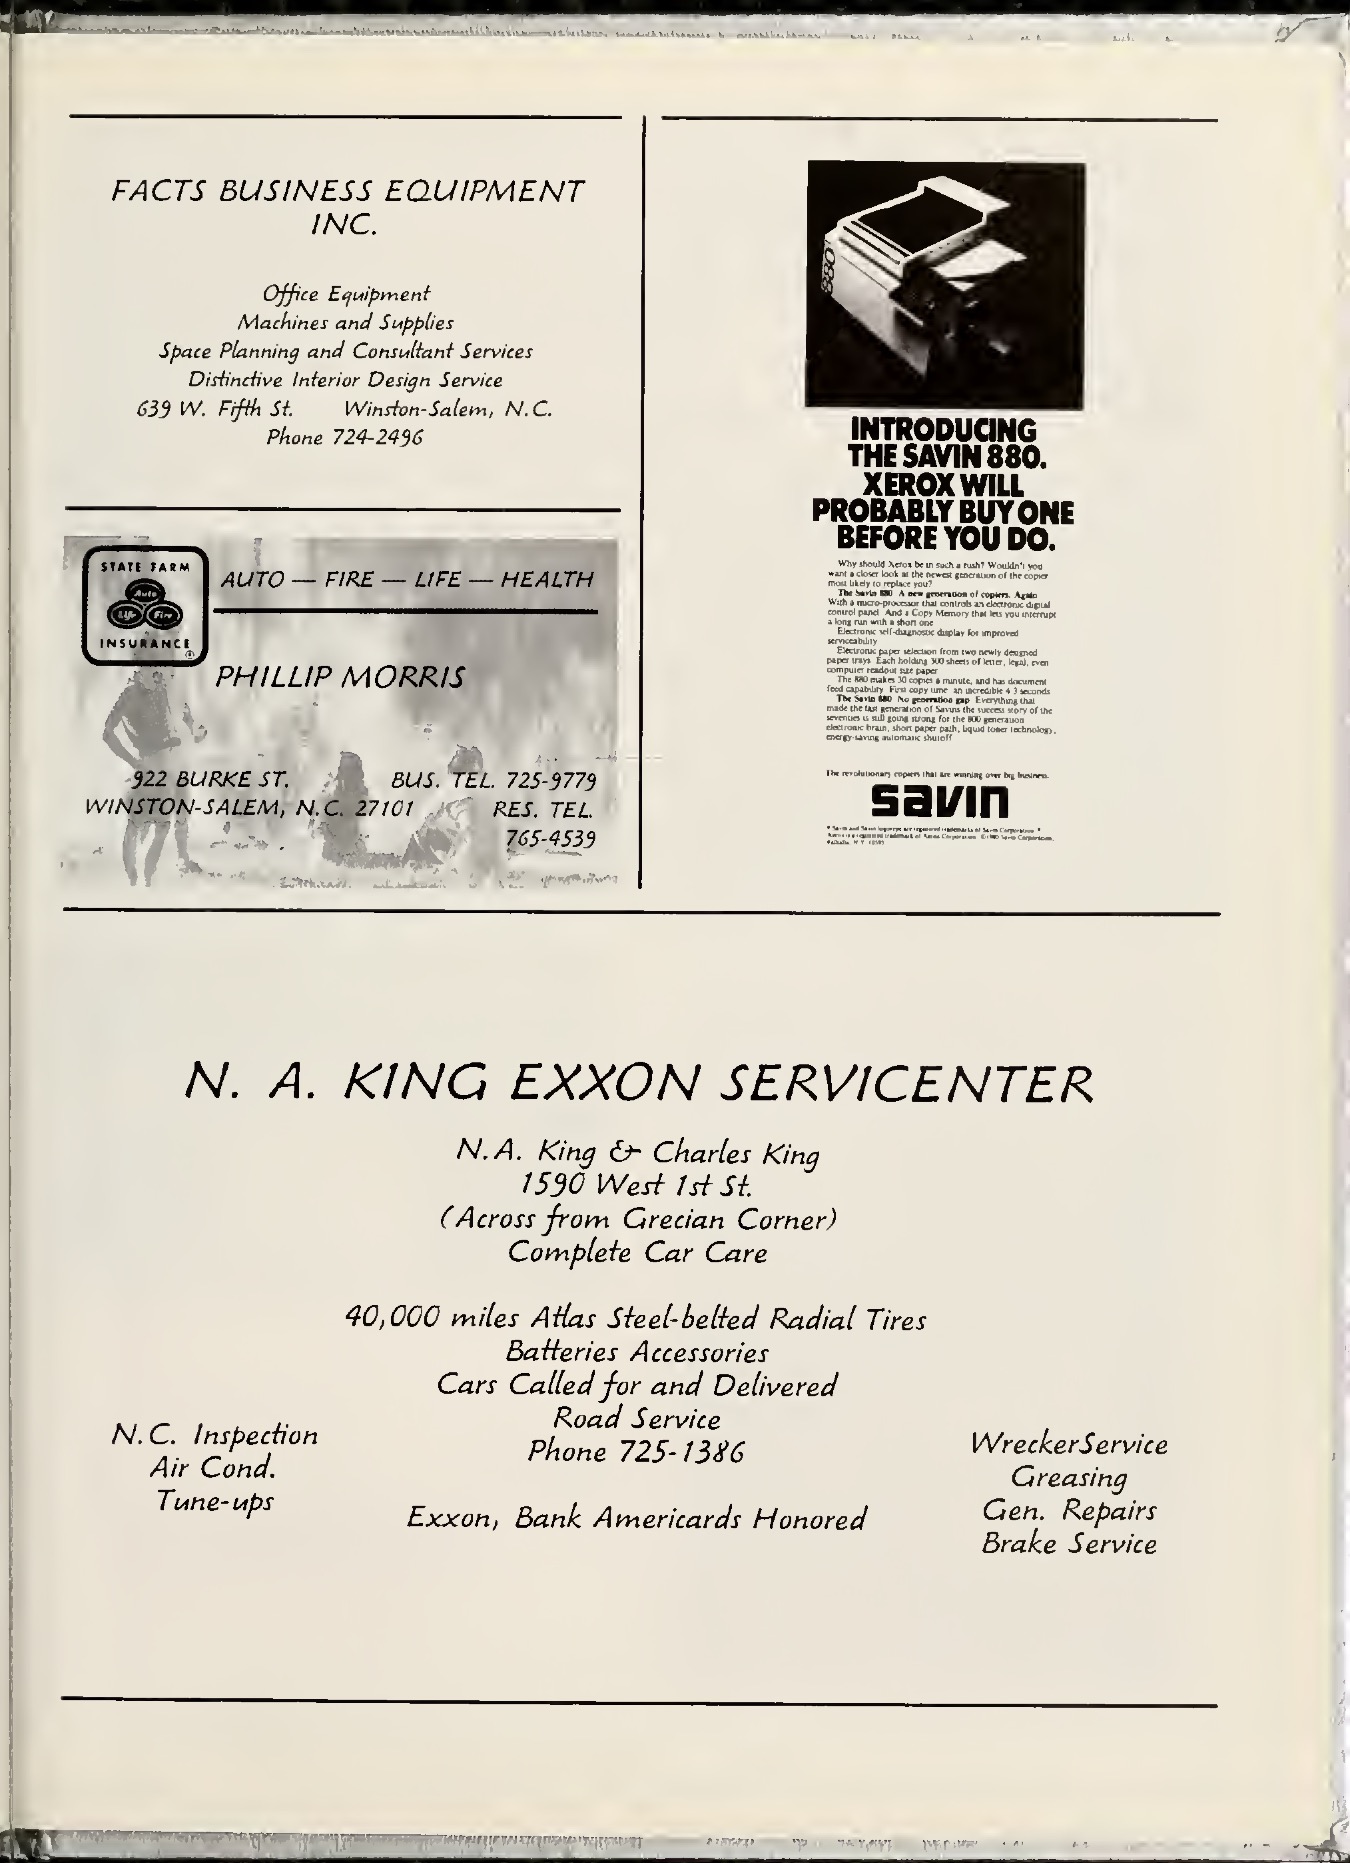 FACTS BUSINESS EQUIPMENT
INC.
Office Equipment
Machines and Supplies
Space Planning and Consultant Services
Distinctive Interior Design Service
639 W. Fifth St. Winston-Salem, N.C.
Phone 724-2496
STATE FARM
Auto
Life Fire
INSURANCE
®
AUTO — FIRE — LIFE — HEALTH
PHILLIP MORRIS
922 BURKE ST. BUS. TEL. 725-9779
WINSTON-SALEM, N.C. 27101 RES. TEL.
765-4539
880
INTRODUCING
THE SAVIN 880.
XEROX WILL
PROBABLY BUY ONE
BEFORE YOU DO.
Why should Xerox be in such a rush? Wouldn't you
want a closer look at the newest generation of the copier
most likely to replace you?
The Savin 880 A new generation of copiers. Again
With a micro-processor that controls an electronic digital
control panel And a Copy Memory that lets you interrupt
a long run with a short one
Electronic self-diagnostic display for improved
serviceability
Electronic paper selection from two newly designed
paper trays Each holding 500 sheets of letter, legal, even
computer readout size paper
The 880 makes 30 copies a minute, and has document
feed capability First copy time an incredible 4 3 seconds
The Savin 880 No generation gap Everything that
made the last generation of Savins the success story of the
seventies is still going strong for the 800 generation
electronic brain, short paper path, liquid toner technology,
energy-saving automatic shutoff
The revolutionary copiers that are winning over big business.
savin
N. A. KING EXXON SERVICENTER
N.A. King & Charles King
1590 West 1st St.
(Across from Grecian Corner)
Complete Car Care
40,000 miles Atlas Steel-belted Radial Tires
Batteries Accessories
Cars Called for and Delivered
Road Service
Phone 725-1386
Exxon, Bank Americards Honored
N.C. Inspection
Air Cond.
Tune-ups
WreckerService
Greasing
Gen. Repairs
Brake Service